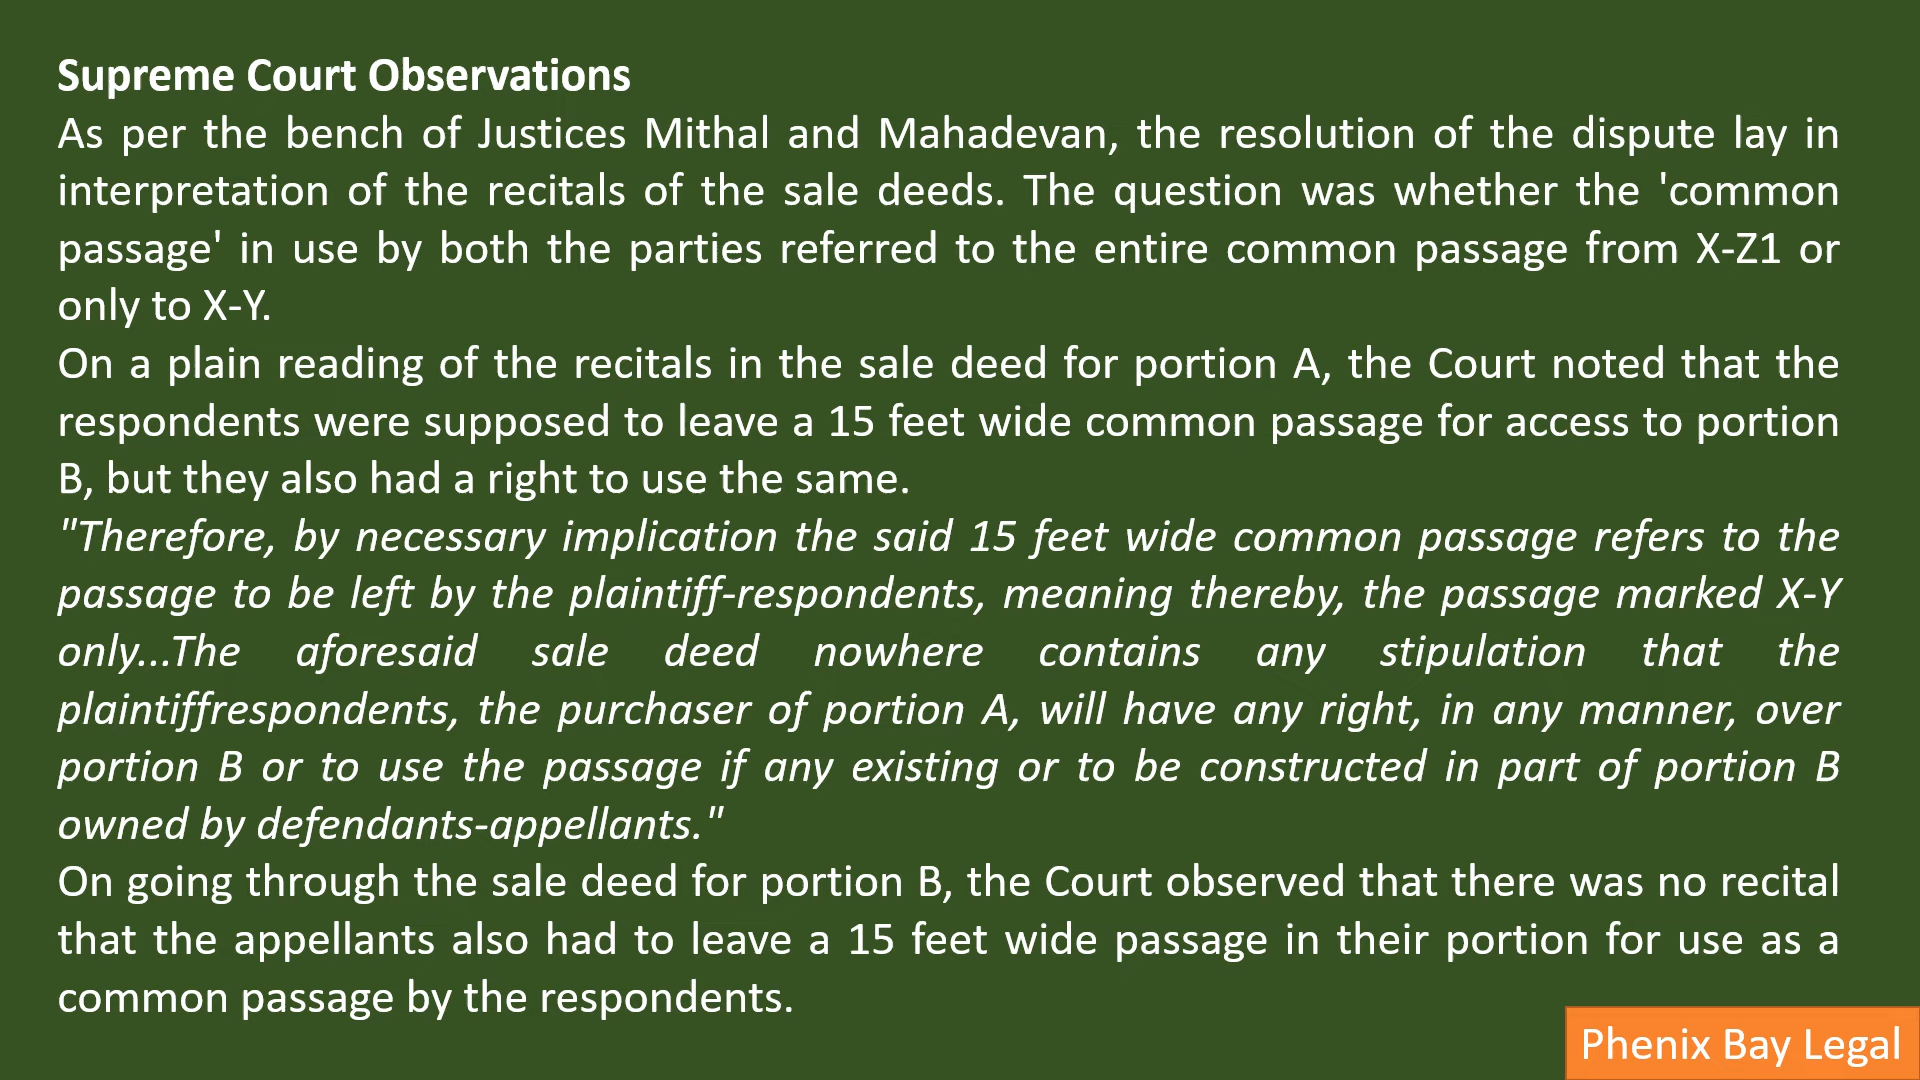 Supreme Court Observations
As per the bench of Justices Mithal and Mahadevan, the resolution of the dispute lay in
interpretation of the recitals of the sale deeds. The question was whether the 'common
passage' in use by both the parties referred to the entire common passage from X-Z1 or
only to X-Y.
On a plain reading of the recitals in the sale deed for portion A, the Court noted that the
respondents were supposed to leave a 15 feet wide common passage for access to portion
B, but they also had a right to use the same.
"Therefore, by necessary implication the said 15 feet wide common passage refers to the
passage to be left by the plaintiff-respondents, meaning thereby, the passage marked X-Y
only...The aforesaid sale deed nowhere contains any stipulation that the
plaintiffrespondents, the purchaser of portion A, will have any right, in any manner, over
portion B or to use the passage if any existing or to be constructed in part of portion B
owned by defendants-appellants."
On going through the sale deed for portion B, the Court observed that there was no recital
that the appellants also had to leave a 15 feet wide passage in their portion for use as a
common passage by the respondents.
Phenix Bay Legal